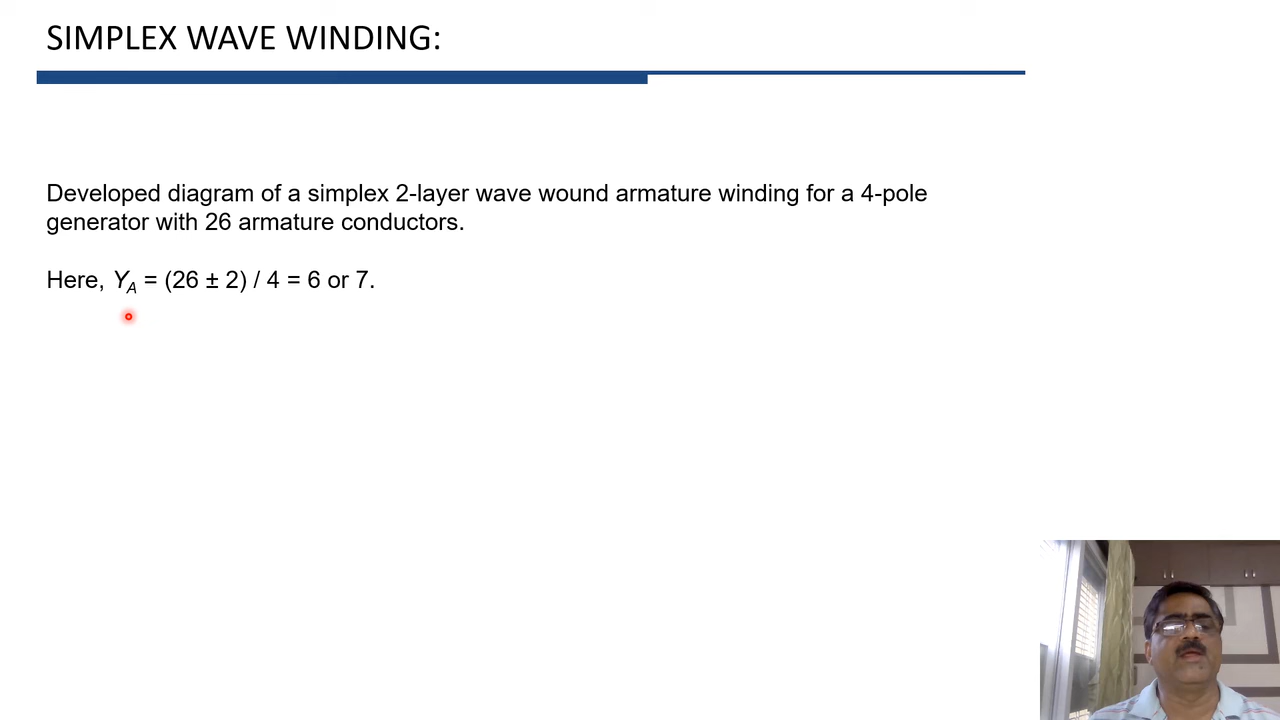 SIMPLEX WAVE WINDING:
Developed diagram of a simplex 2-layer wave wound armature winding for a 4-pole
generator with 26 armature conductors.
Here, Y_A = (26 ± 2) / 4 = 6 or 7.